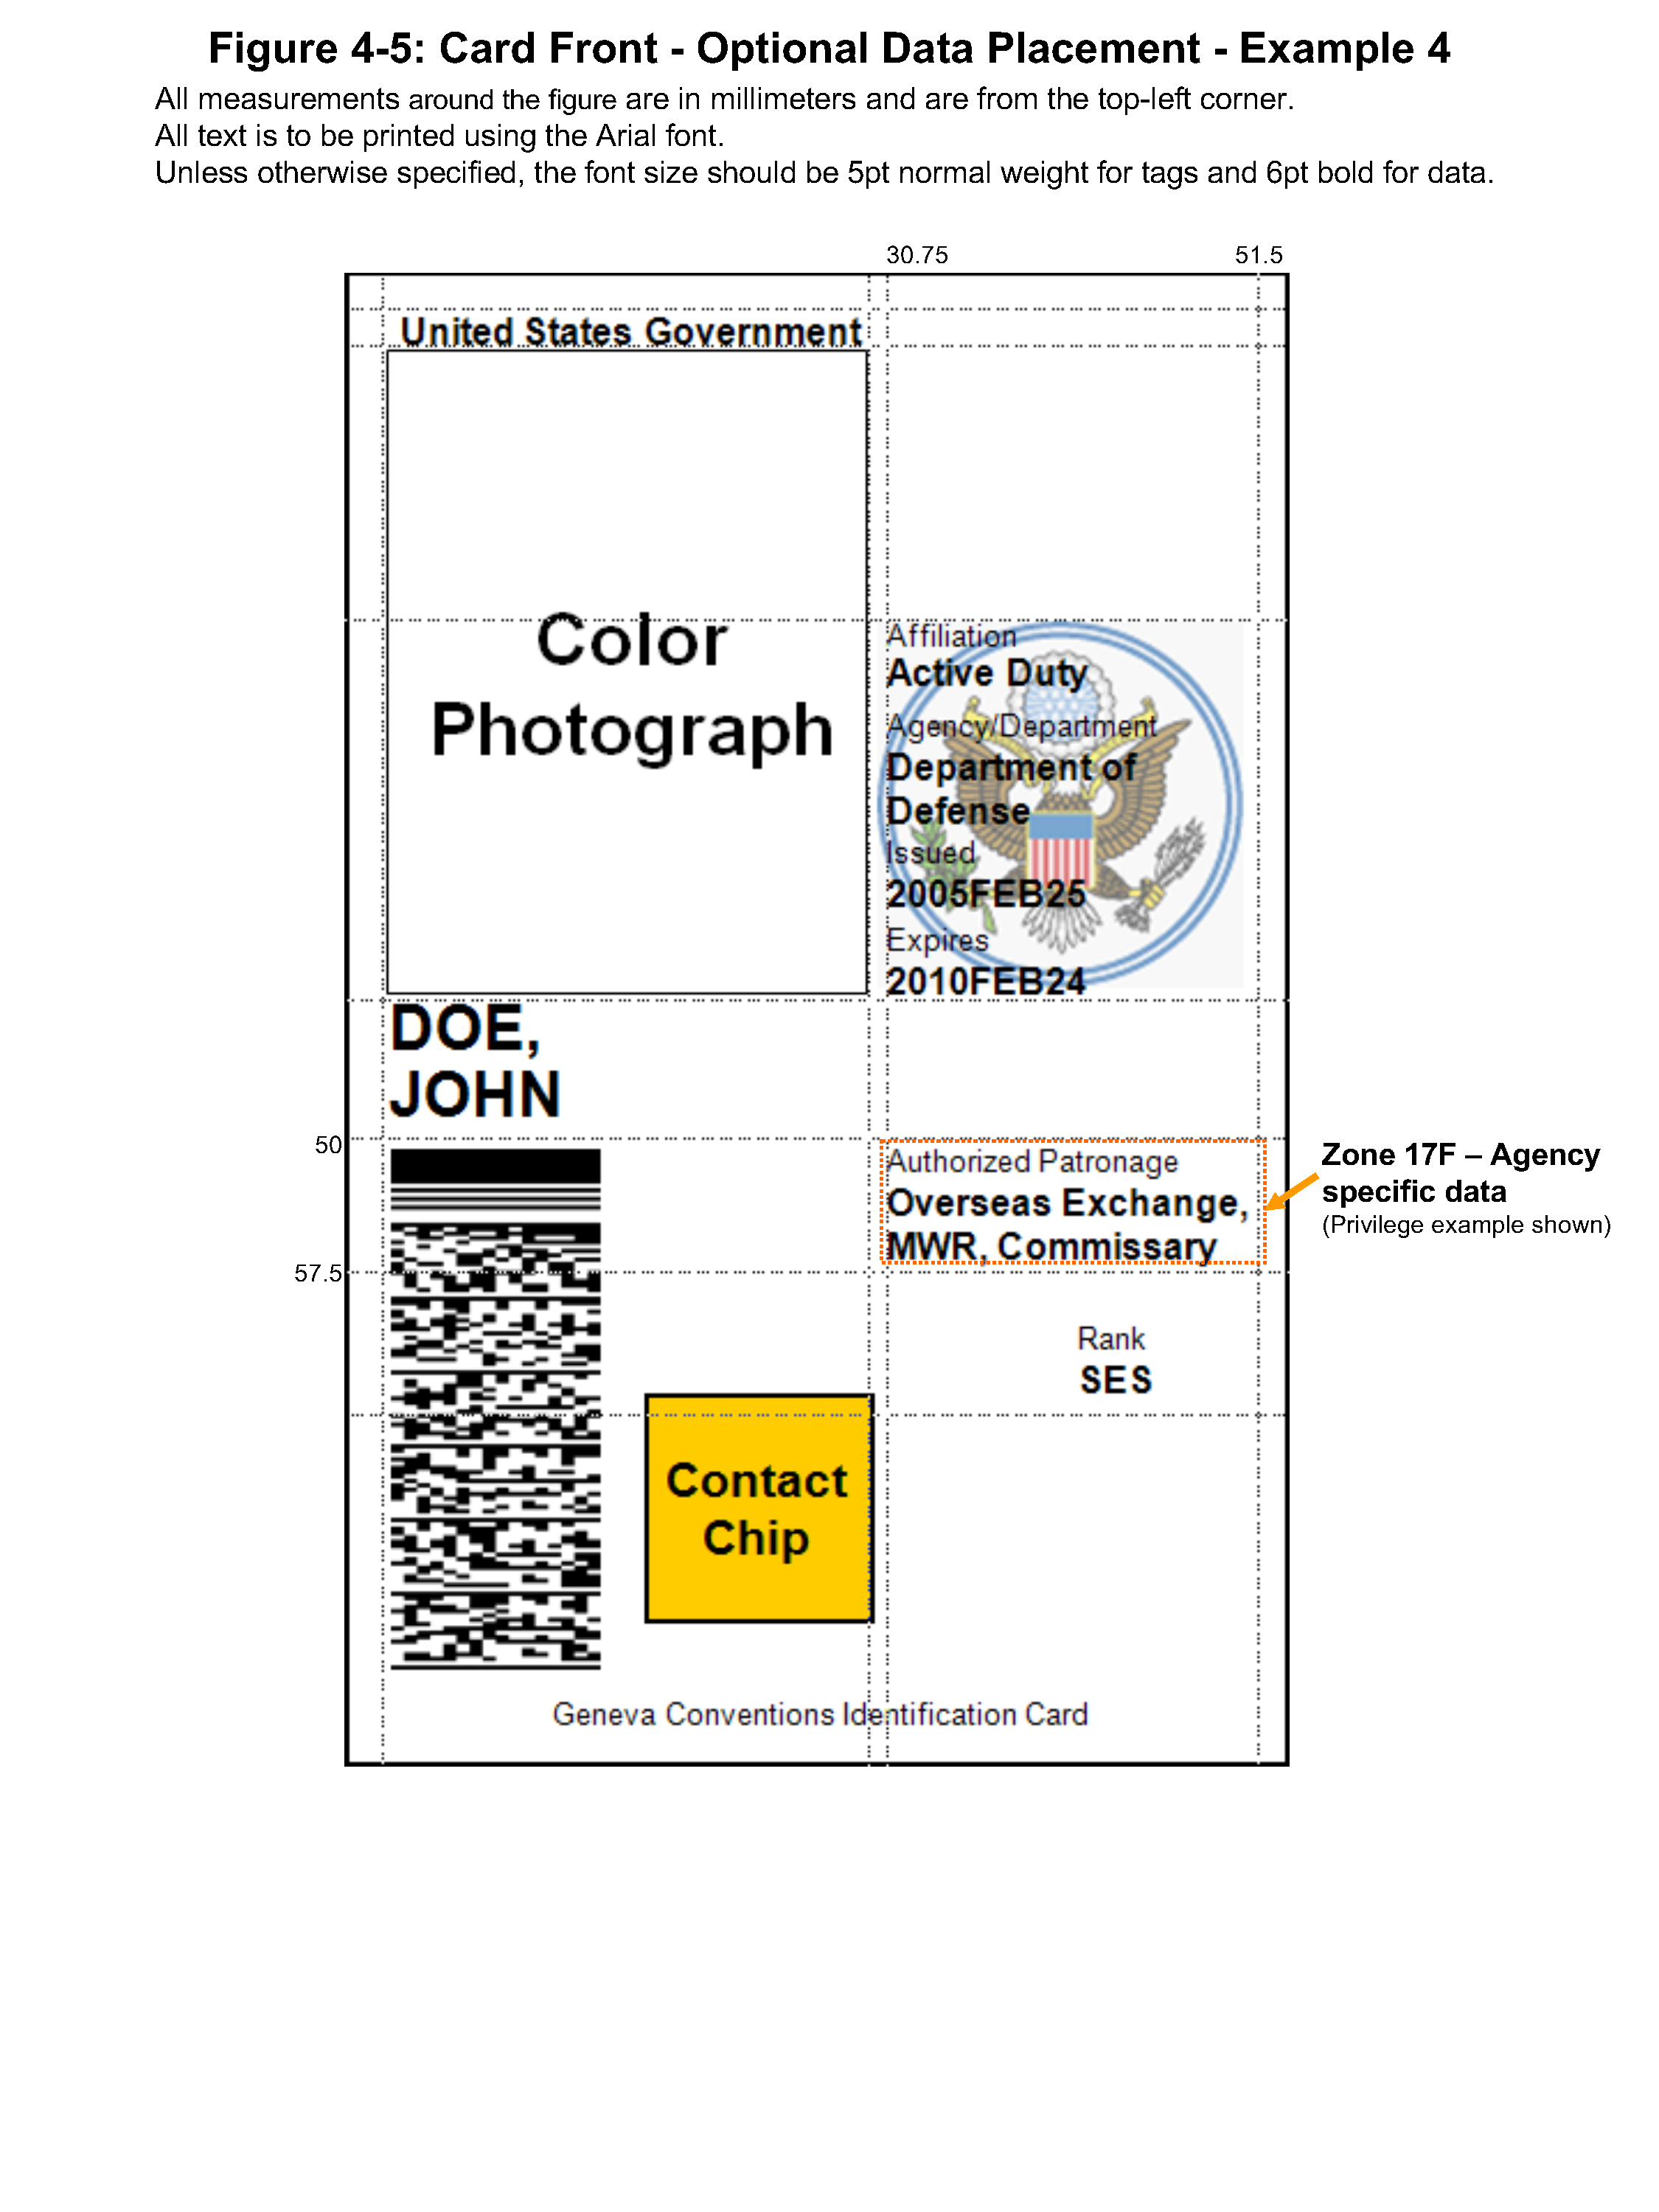 Figure 4-5: Card Front - Optional Data Placement - Example 4
All measurements around the figure are in millimeters and are from the top-left corner.
All text is to be printed using the Arial font.
Unless otherwise specified, the font size should be 5pt normal weight for tags and 6pt bold for data.
30.75 51.5
United States Government
Color
Photograph
Affiliation
Active Duty
Agency/Department
Department of
Defense
Issued
2005FEB25
Expires
2010FEB24
DOE,
JOHN
50
Authorized Patronage
Overseas Exchange,
MWR, Commissary
Zone 17F – Agency
specific data
(Privilege example shown)
57.5
Rank
SES
Contact
Chip
Geneva Conventions Identification Card